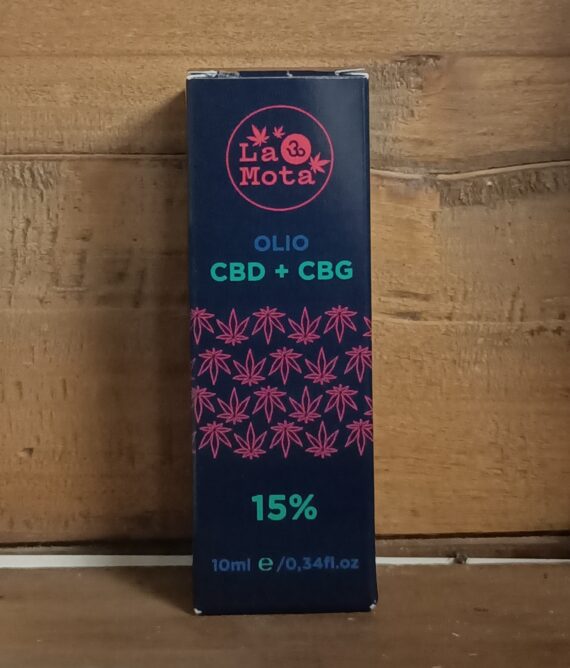 La
Mota
OLIO
CBD + CBG
15%
10ml e/0,34fl.oz